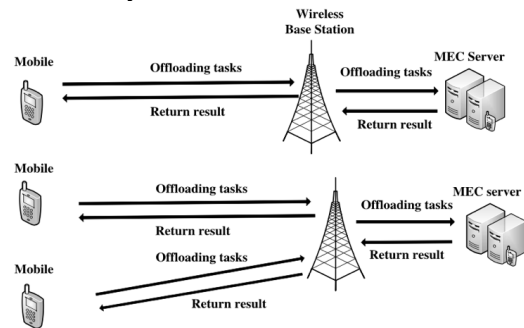 Wireless
Base Station
Mobile
Offloading tasks
Return result
Offloading tasks
MEC Server
Return result
Mobile
Offloading tasks
Return result
Offloading tasks
MEC server
Return result
Mobile
Offloading tasks
Return result